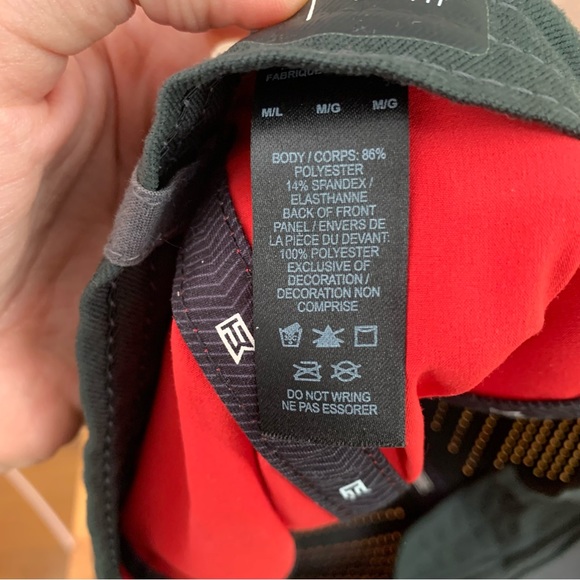 FABRIQUÉ
M/L M/G M/G
BODY / CORPS: 86%
POLYESTER
14% SPANDEX /
ELASTHANNE
BACK OF FRONT
PANEL / ENVERS DE
LA PIÈCE DU DEVANT:
100% POLYESTER
EXCLUSIVE OF
DECORATION /
DECORATION NON
COMPRISE
DO NOT WRING
NE PAS ESSORER